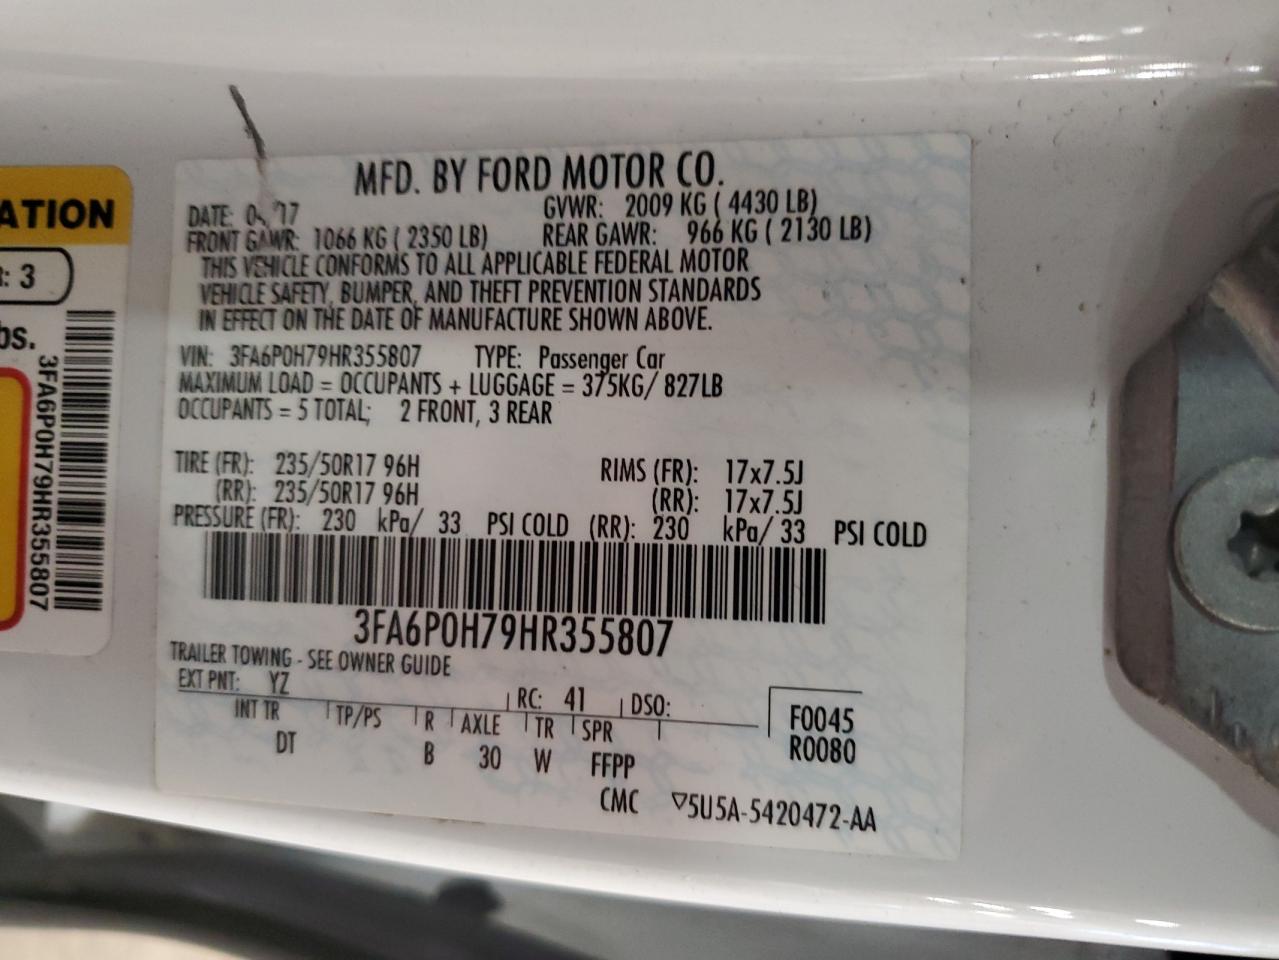 ATION
: 3
bs.
3FA6P0H79HR355807
MFD. BY FORD MOTOR CO.
DATE: 04/17 GVWR: 2009 KG ( 4430 LB)
FRONT GAWR: 1066 KG ( 2350 LB) REAR GAWR: 966 KG ( 2130 LB)
THIS VEHICLE CONFORMS TO ALL APPLICABLE FEDERAL MOTOR
VEHICLE SAFETY, BUMPER, AND THEFT PREVENTION STANDARDS
IN EFFECT ON THE DATE OF MANUFACTURE SHOWN ABOVE.
VIN: 3FA6P0H79HR355807 TYPE: Passenger Car
MAXIMUM LOAD = OCCUPANTS + LUGGAGE = 375KG/ 827LB
OCCUPANTS = 5 TOTAL; 2 FRONT, 3 REAR
TIRE (FR): 235/50R17 96H RIMS (FR): 17x7.5J
(RR): 235/50R17 96H (RR): 17x7.5J
PRESSURE (FR): 230 kPa/ 33 PSI COLD (RR): 230 kPa/ 33 PSI COLD
3FA6P0H79HR355807
TRAILER TOWING - SEE OWNER GUIDE
EXT PNT: YZ RC: 41 DSO:
INT TR TP/PS R AXLE TR SPR F0045
DT B 30 W FFPP R0080
CMC ▽5U5A-5420472-AA